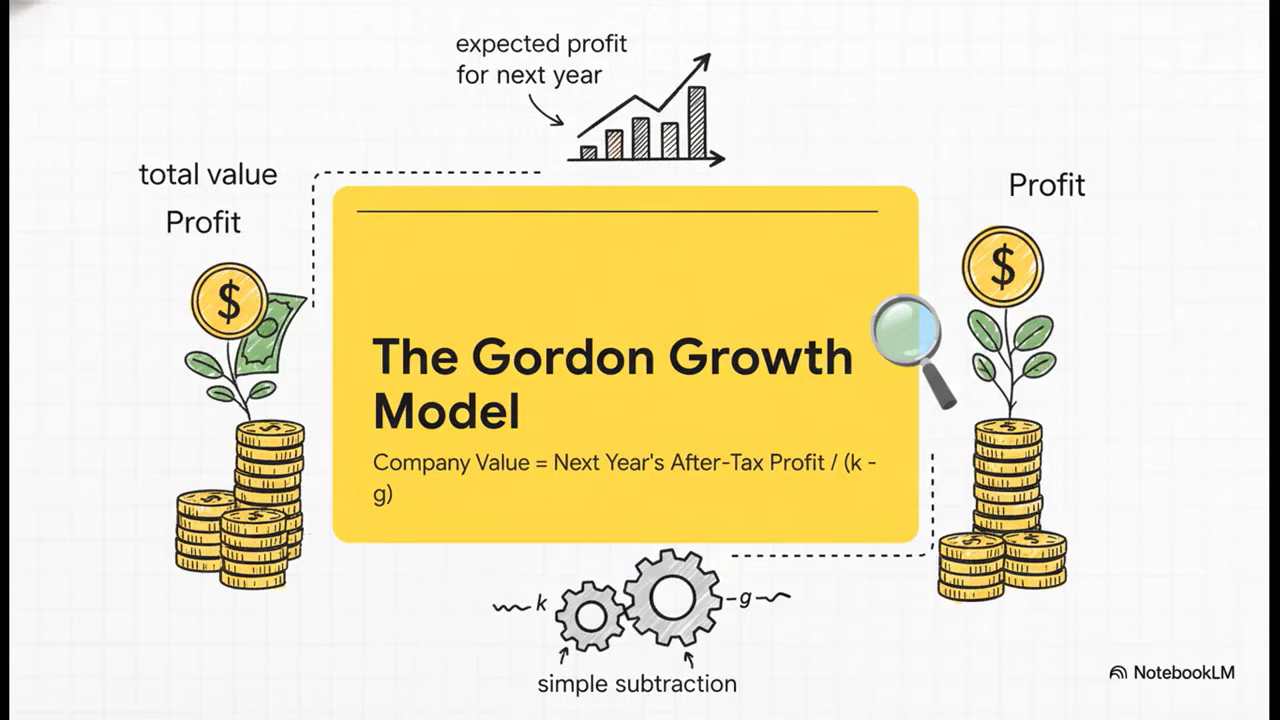 expected profit
for next year
total value
Profit
Profit
$
$
The Gordon Growth
Model
Company Value = Next Year's After-Tax Profit / (k -
g)
k
g
simple subtraction
NotebookLM